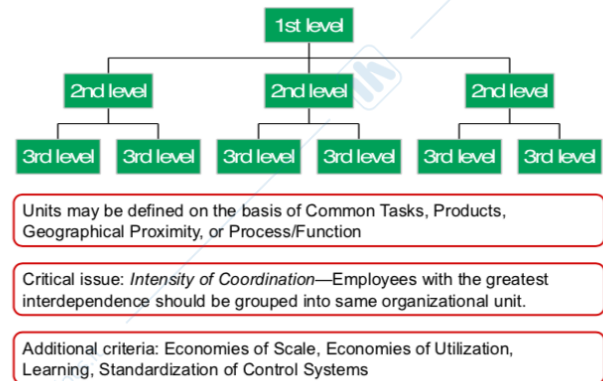 1st level
2nd level 2nd level 2nd level
3rd level 3rd level 3rd level 3rd level 3rd level 3rd level
Units may be defined on the basis of Common Tasks, Products,
Geographical Proximity, or Process/Function
Critical issue: Intensity of Coordination—Employees with the greatest
interdependence should be grouped into same organizational unit.
Additional criteria: Economies of Scale, Economies of Utilization,
Learning, Standardization of Control Systems